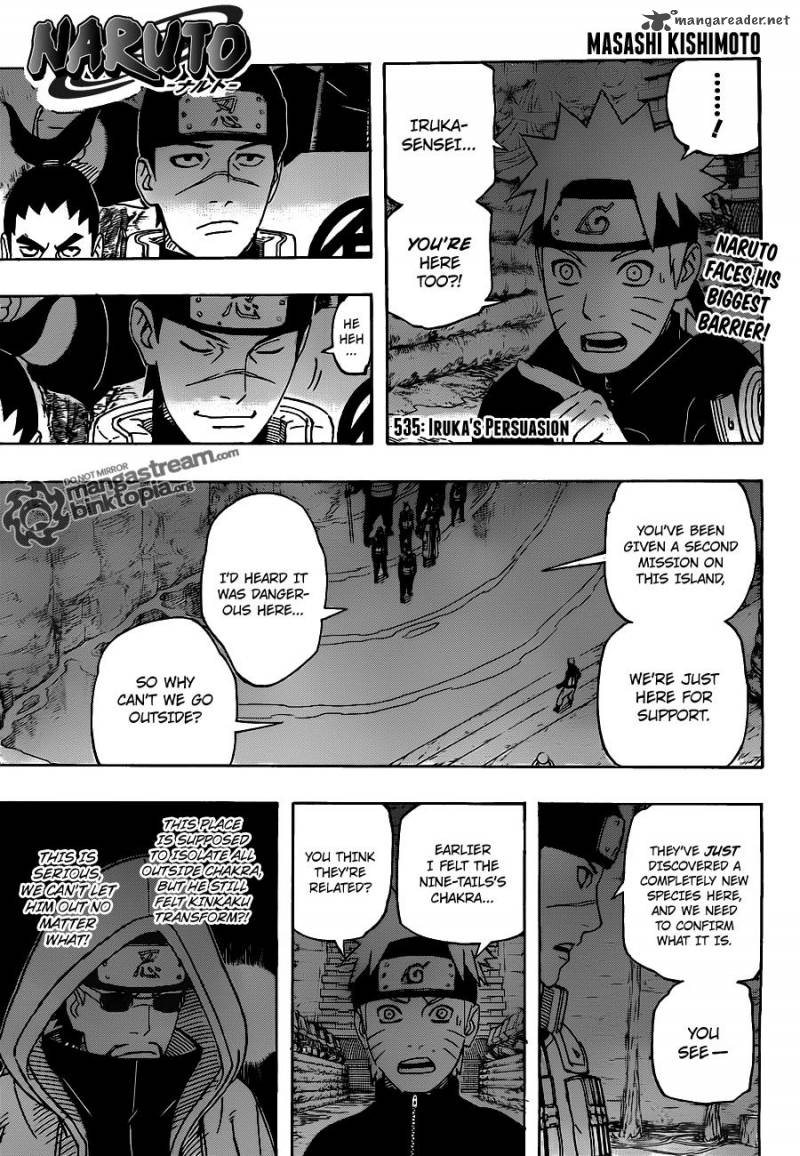 mangareader.net
NARUTO
-ナルト-
MASASHI KISHIMOTO
......!
IRUKA-
SENSEI...
YOU'RE
HERE
TOO?!
NARUTO
FACES HIS
BIGGEST
BARRIER!
535: IRUKA'S PERSUASION
忍
HE
HEH...
DO NOT MIRROR
mangastream.com
binktopia.org
YOU'VE BEEN
GIVEN A SECOND
MISSION ON
THIS ISLAND,
WE'RE JUST
HERE FOR
SUPPORT.
I'D HEARD IT
WAS DANGER-
OUS HERE...
SO WHY
CAN'T WE GO
OUTSIDE?
THEY'VE JUST
DISCOVERED A
COMPLETELY NEW
SPECIES HERE,
AND WE NEED
TO CONFIRM
WHAT IT IS.
YOU
SEE—
EARLIER
I FELT THE
NINE-TAILS'S
CHAKRA...
YOU THINK
THEY'RE
RELATED?
THIS PLACE
IS SUPPOSED
TO ISOLATE ALL
OUTSIDE CHAKRA,
BUT HE STILL
FELT KINKAKU
TRANSFORM?!
THIS IS
SERIOUS,
WE CAN'T LET
HIM OUT NO
MATTER
WHAT!
忍